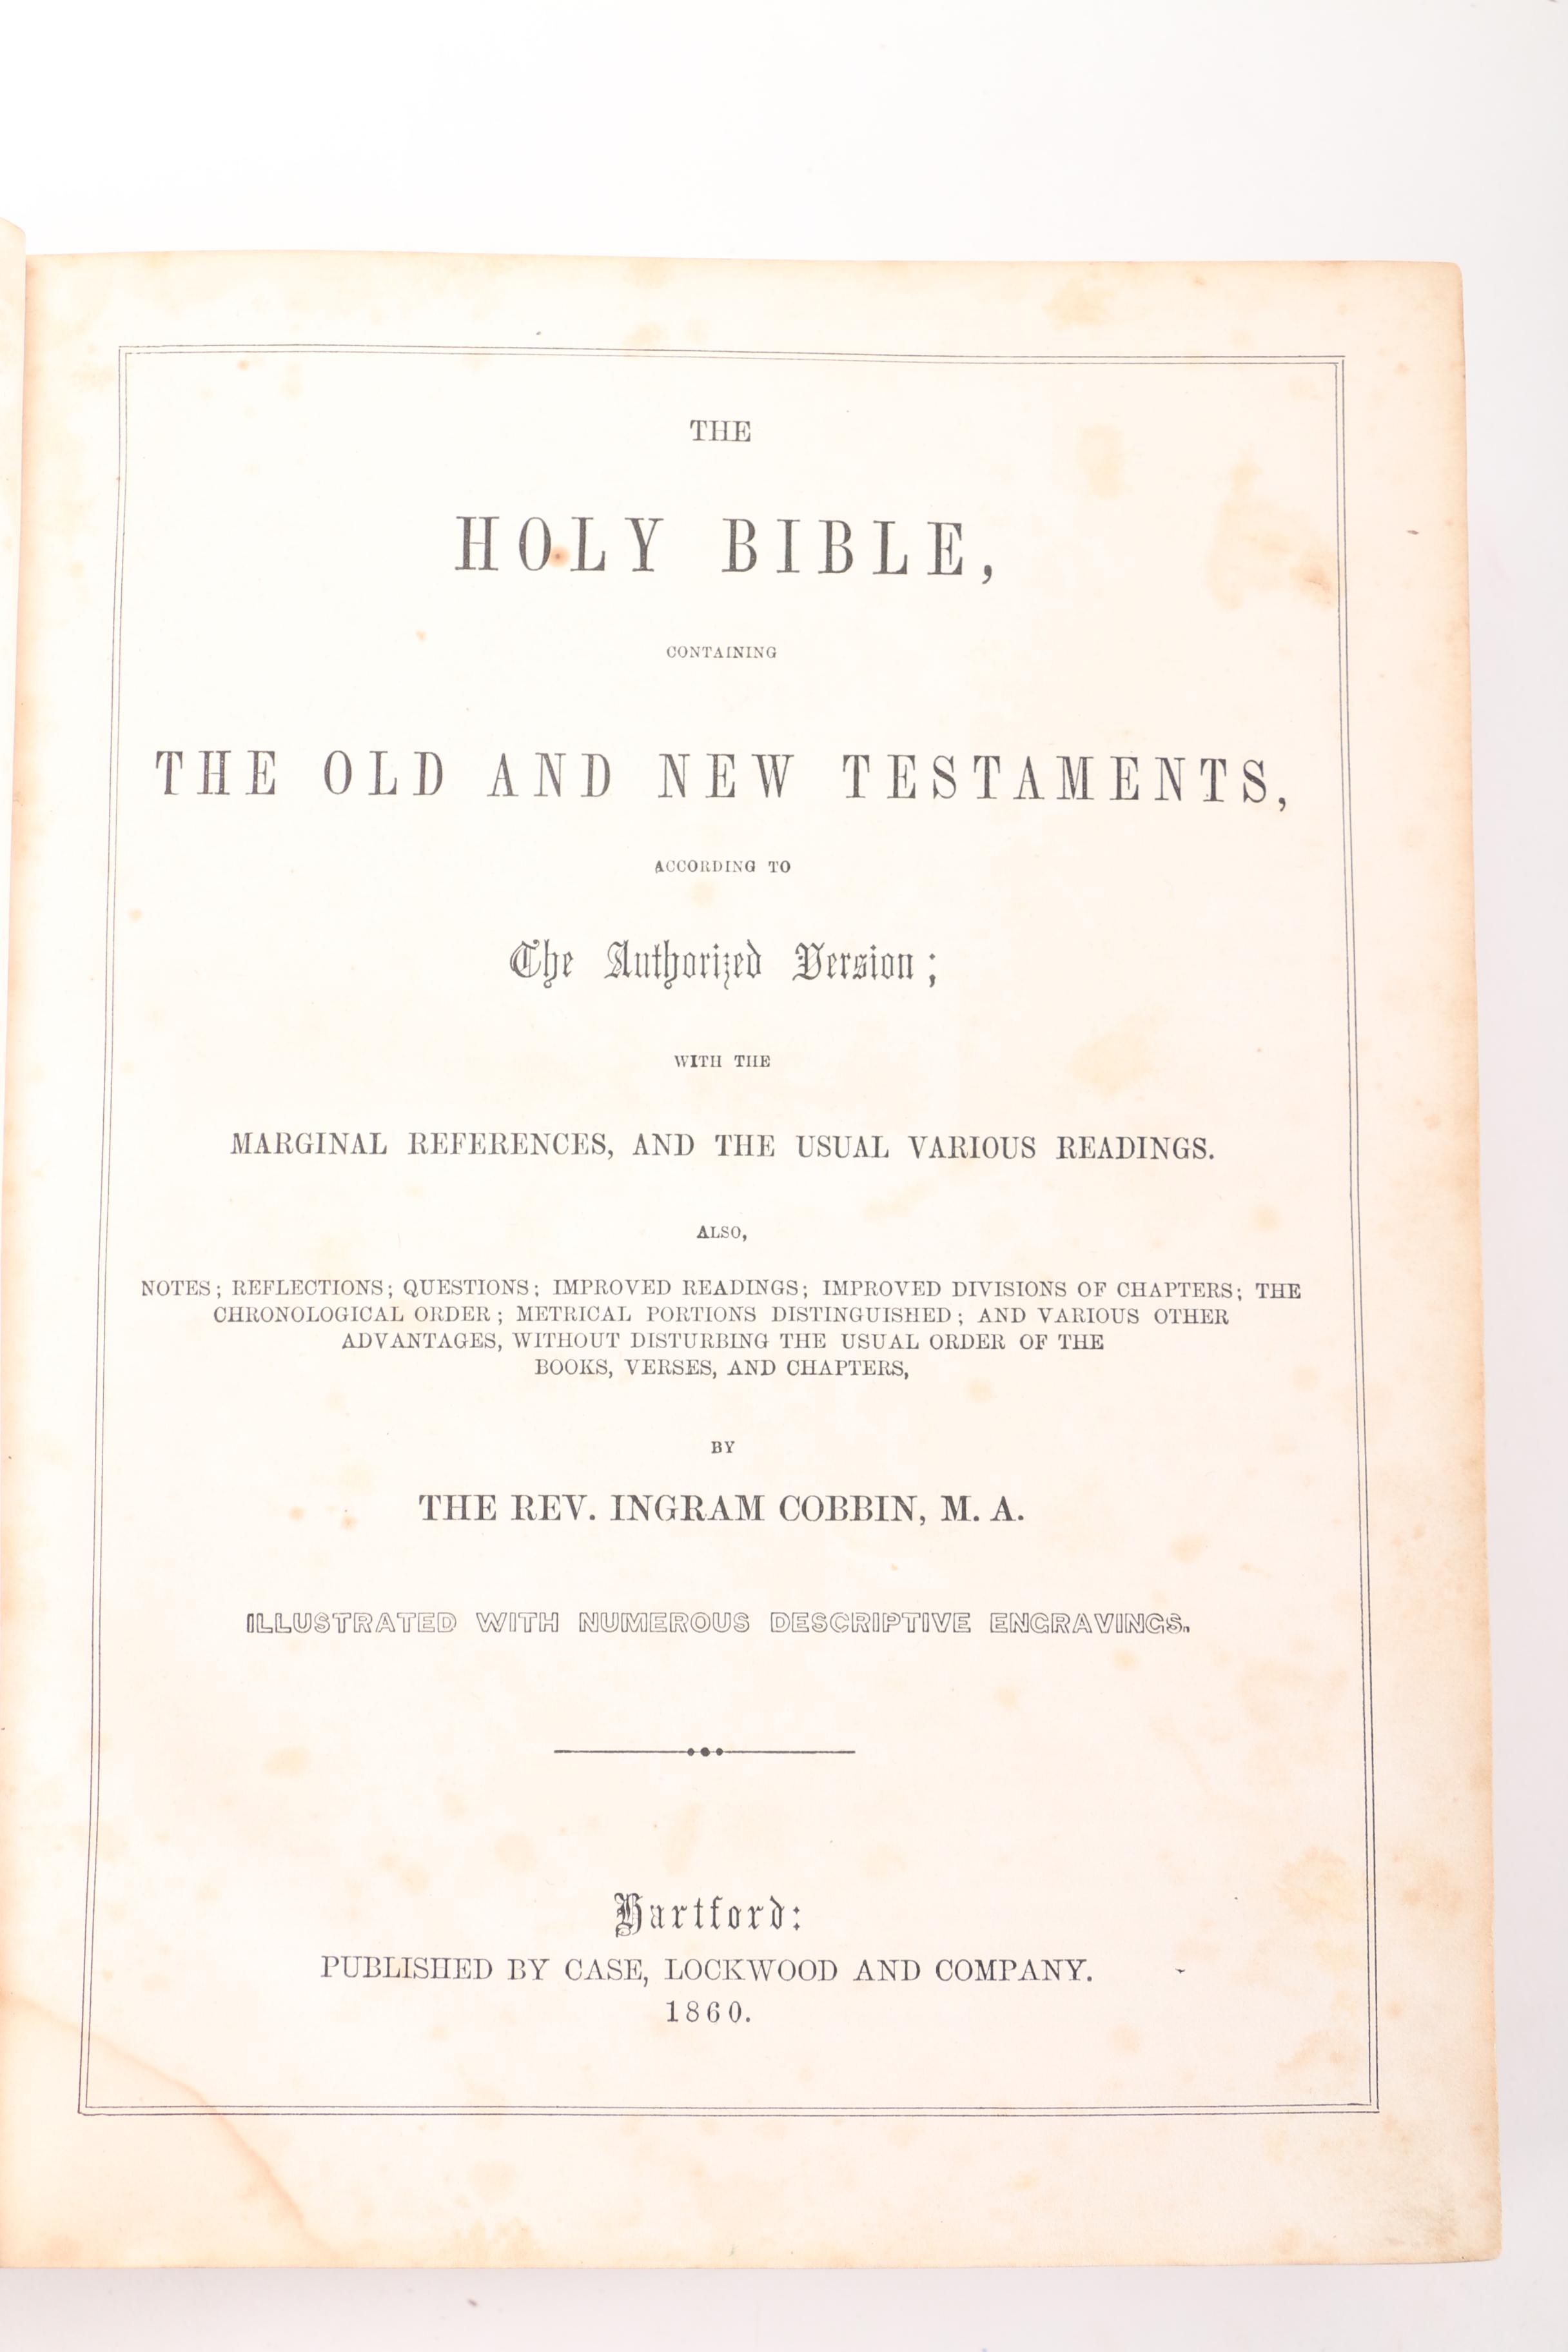 THE
HOLY BIBLE,
CONTAINING
THE OLD AND NEW TESTAMENTS,
ACCORDING TO
The Authorized Version;
WITH THE
MARGINAL REFERENCES, AND THE USUAL VARIOUS READINGS.
ALSO,
NOTES; REFLECTIONS; QUESTIONS; IMPROVED READINGS; IMPROVED DIVISIONS OF CHAPTERS; THE
CHRONOLOGICAL ORDER; METRICAL PORTIONS DISTINGUISHED; AND VARIOUS OTHER
ADVANTAGES, WITHOUT DISTURBING THE USUAL ORDER OF THE
BOOKS, VERSES, AND CHAPTERS,
BY
THE REV. INGRAM COBBIN, M. A.
ILLUSTRATED WITH NUMEROUS DESCRIPTIVE ENGRAVINGS.
Hartford:
PUBLISHED BY CASE, LOCKWOOD AND COMPANY.
1860.